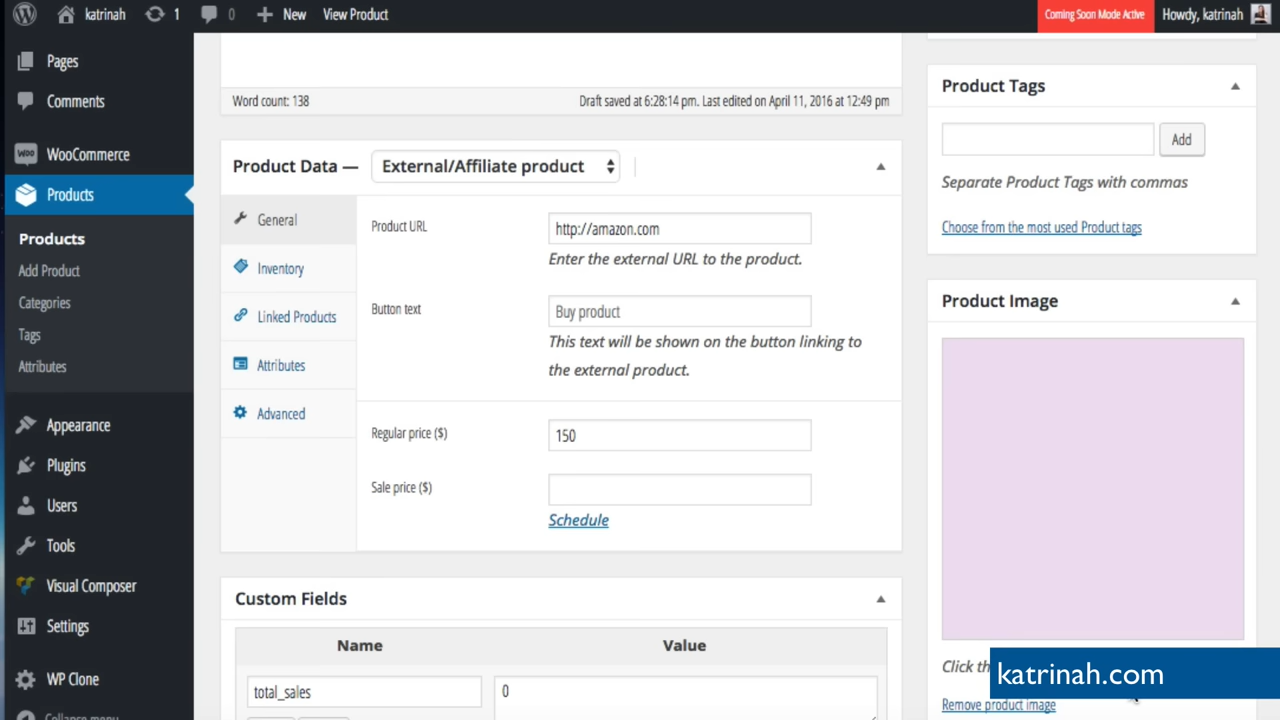 katrinah
1
0
New
View Product
Coming Soon Mode Active
Howdy, katrinah
Pages
Comments
WOO
WooCommerce
Products
Products
Add Product
Categories
Tags
Attributes
Appearance
Plugins
Users
Tools
Visual Composer
Settings
WP Clone
Collapse menu
Word count: 138
Draft saved at 6:28:14 pm. Last edited on April 11, 2016 at 12:49 pm
Product Data —
External/Affiliate product
General
Inventory
Linked Products
Attributes
Advanced
Product URL
http://amazon.com
Enter the external URL to the product.
Button text
Buy product
This text will be shown on the button linking to
the external product.
Regular price ($)
150
Sale price ($)
Schedule
Custom Fields
Name
Value
total_sales
0
Product Tags
Add
Separate Product Tags with commas
Choose from the most used Product tags
Product Image
Click
katrinah.com
Remove product image